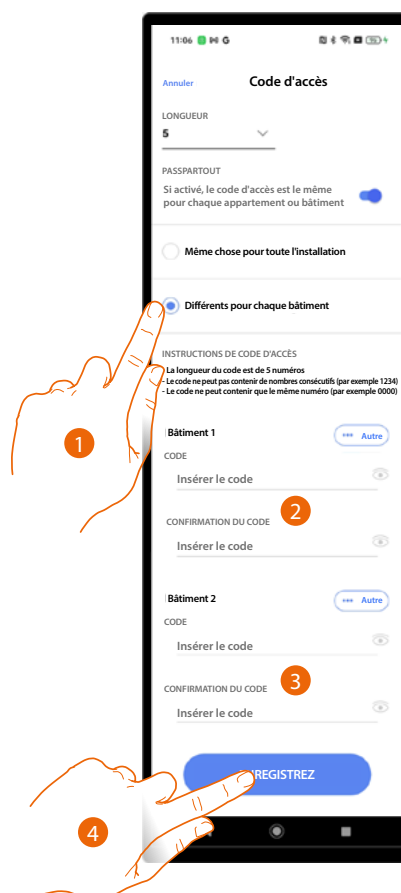 11:06 G
Annuler
Code d'accès
LONGUEUR
5
PASSPARTOUT
Si activé, le code d'accès est le même
pour chaque appartement ou bâtiment
Même chose pour toute l'installation
Différents pour chaque bâtiment
INSTRUCTIONS DE CODE D'ACCÈS
- La longueur du code est de 5 numéros
- Le code ne peut pas contenir de nombres consécutifs (par exemple 1234)
- Le code ne peut contenir que le même numéro (par exemple 0000)
1
Bâtiment 1
*** Autre
CODE
Insérer le code
2
CONFIRMATION DU CODE
Insérer le code
Bâtiment 2
*** Autre
CODE
Insérer le code
3
CONFIRMATION DU CODE
Insérer le code
REGISTREZ
4